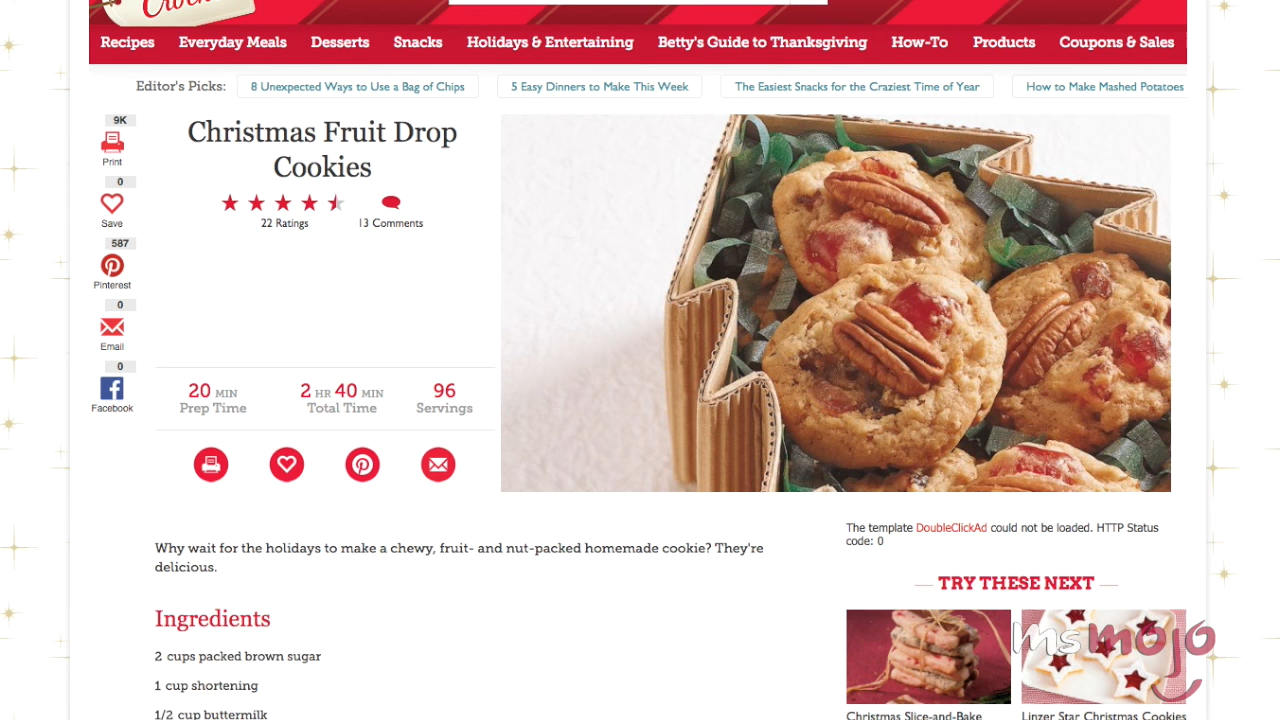 Crocker
Recipes Everyday Meals Desserts Snacks Holidays & Entertaining Betty's Guide to Thanksgiving How-To Products Coupons & Sales
Editor's Picks: 8 Unexpected Ways to Use a Bag of Chips 5 Easy Dinners to Make This Week The Easiest Snacks for the Craziest Time of Year How to Make Mashed Potatoes
9K
Print
0
Save
587
Pinterest
0
Email
0
Facebook
Christmas Fruit Drop
Cookies
22 Ratings 13 Comments
20 MIN 2 HR 40 MIN 96
Prep Time Total Time Servings
Why wait for the holidays to make a chewy, fruit- and nut-packed homemade cookie? They're
delicious.
Ingredients
2 cups packed brown sugar
1 cup shortening
1/2 cup buttermilk
The template DoubleClickAd could not be loaded. HTTP Status
code: 0
TRY THESE NEXT
Christmas Slice-and-Bake
Linzer Star Christmas Cookies
msmojo